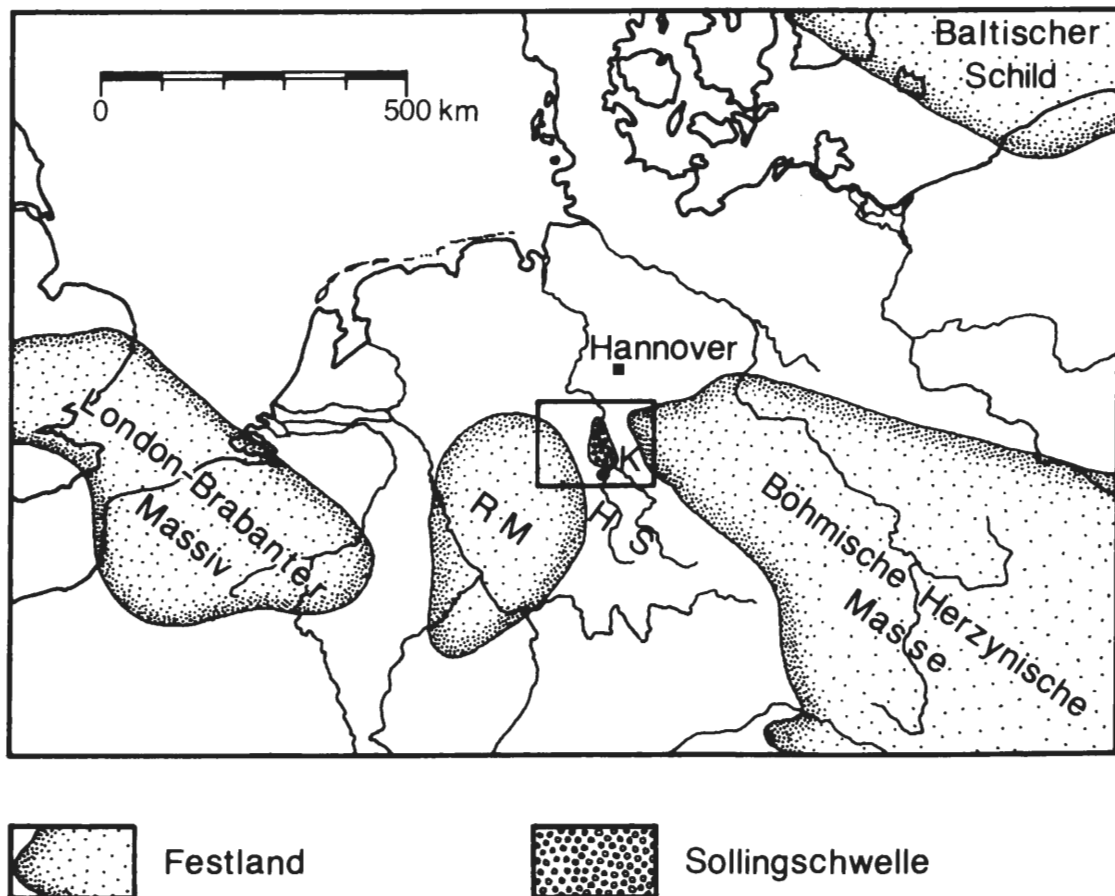 Baltischer
Schild
0 500 km
Hannover
London-Brabanter
Massiv
R M
K
H S
Böhmische
Masse
Herzynische
Festland
Sollingschwelle